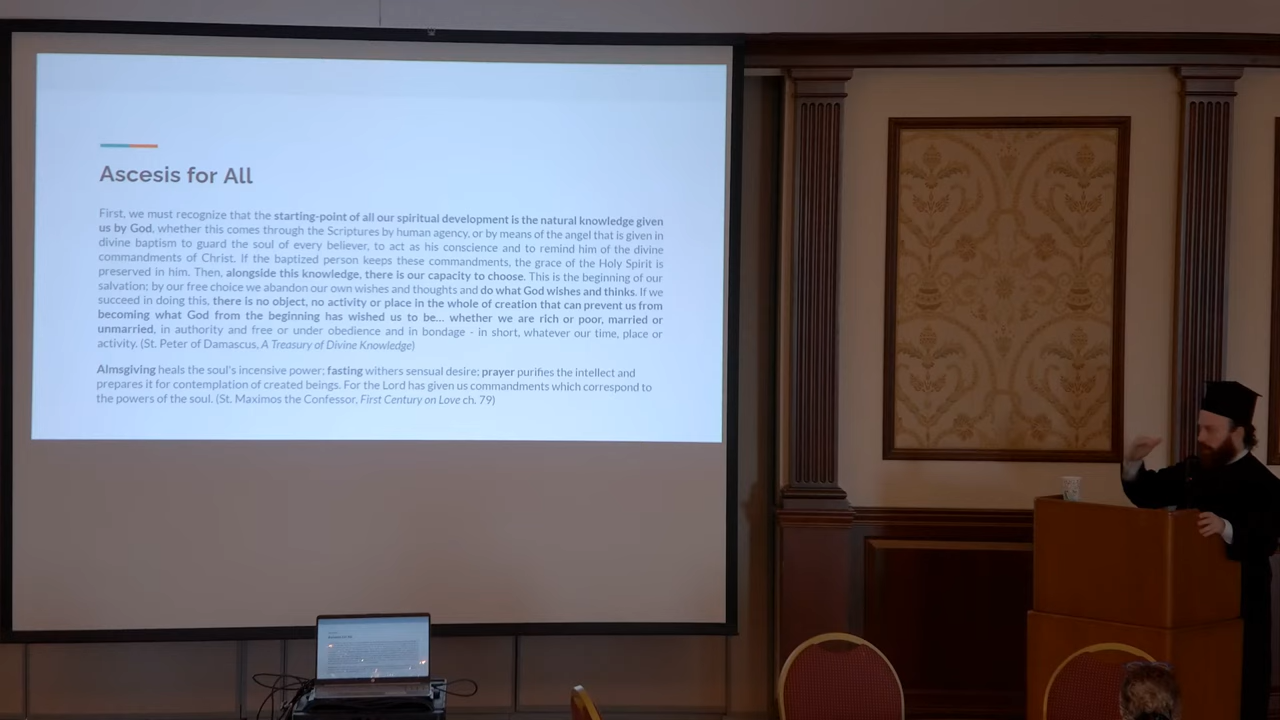 Ascesis for All
First, we must recognize that the starting-point of all our spiritual development is the natural knowledge given
us by God, whether this comes through the Scriptures by human agency, or by means of the angel that is given in
divine baptism to guard the soul of every believer, to act as his conscience and to remind him of the divine
commandments of Christ. If the baptized person keeps these commandments, the grace of the Holy Spirit is
preserved in him. Then, alongside this knowledge, there is our capacity to choose. This is the beginning of our
salvation; by our free choice we abandon our own wishes and thoughts and do what God wishes and thinks. If we
succeed in doing this, there is no object, no activity or place in the whole of creation that can prevent us from
becoming what God from the beginning has wished us to be... whether we are rich or poor, married or
unmarried, in authority and free or under obedience and in bondage - in short, whatever our time, place or
activity. (St. Peter of Damascus, A Treasury of Divine Knowledge)
Almsgiving heals the soul's incensive power; fasting withers sensual desire; prayer purifies the intellect and
prepares it for contemplation of created beings. For the Lord has given us commandments which correspond to
the powers of the soul. (St. Maximos the Confessor, First Century on Love ch. 79)